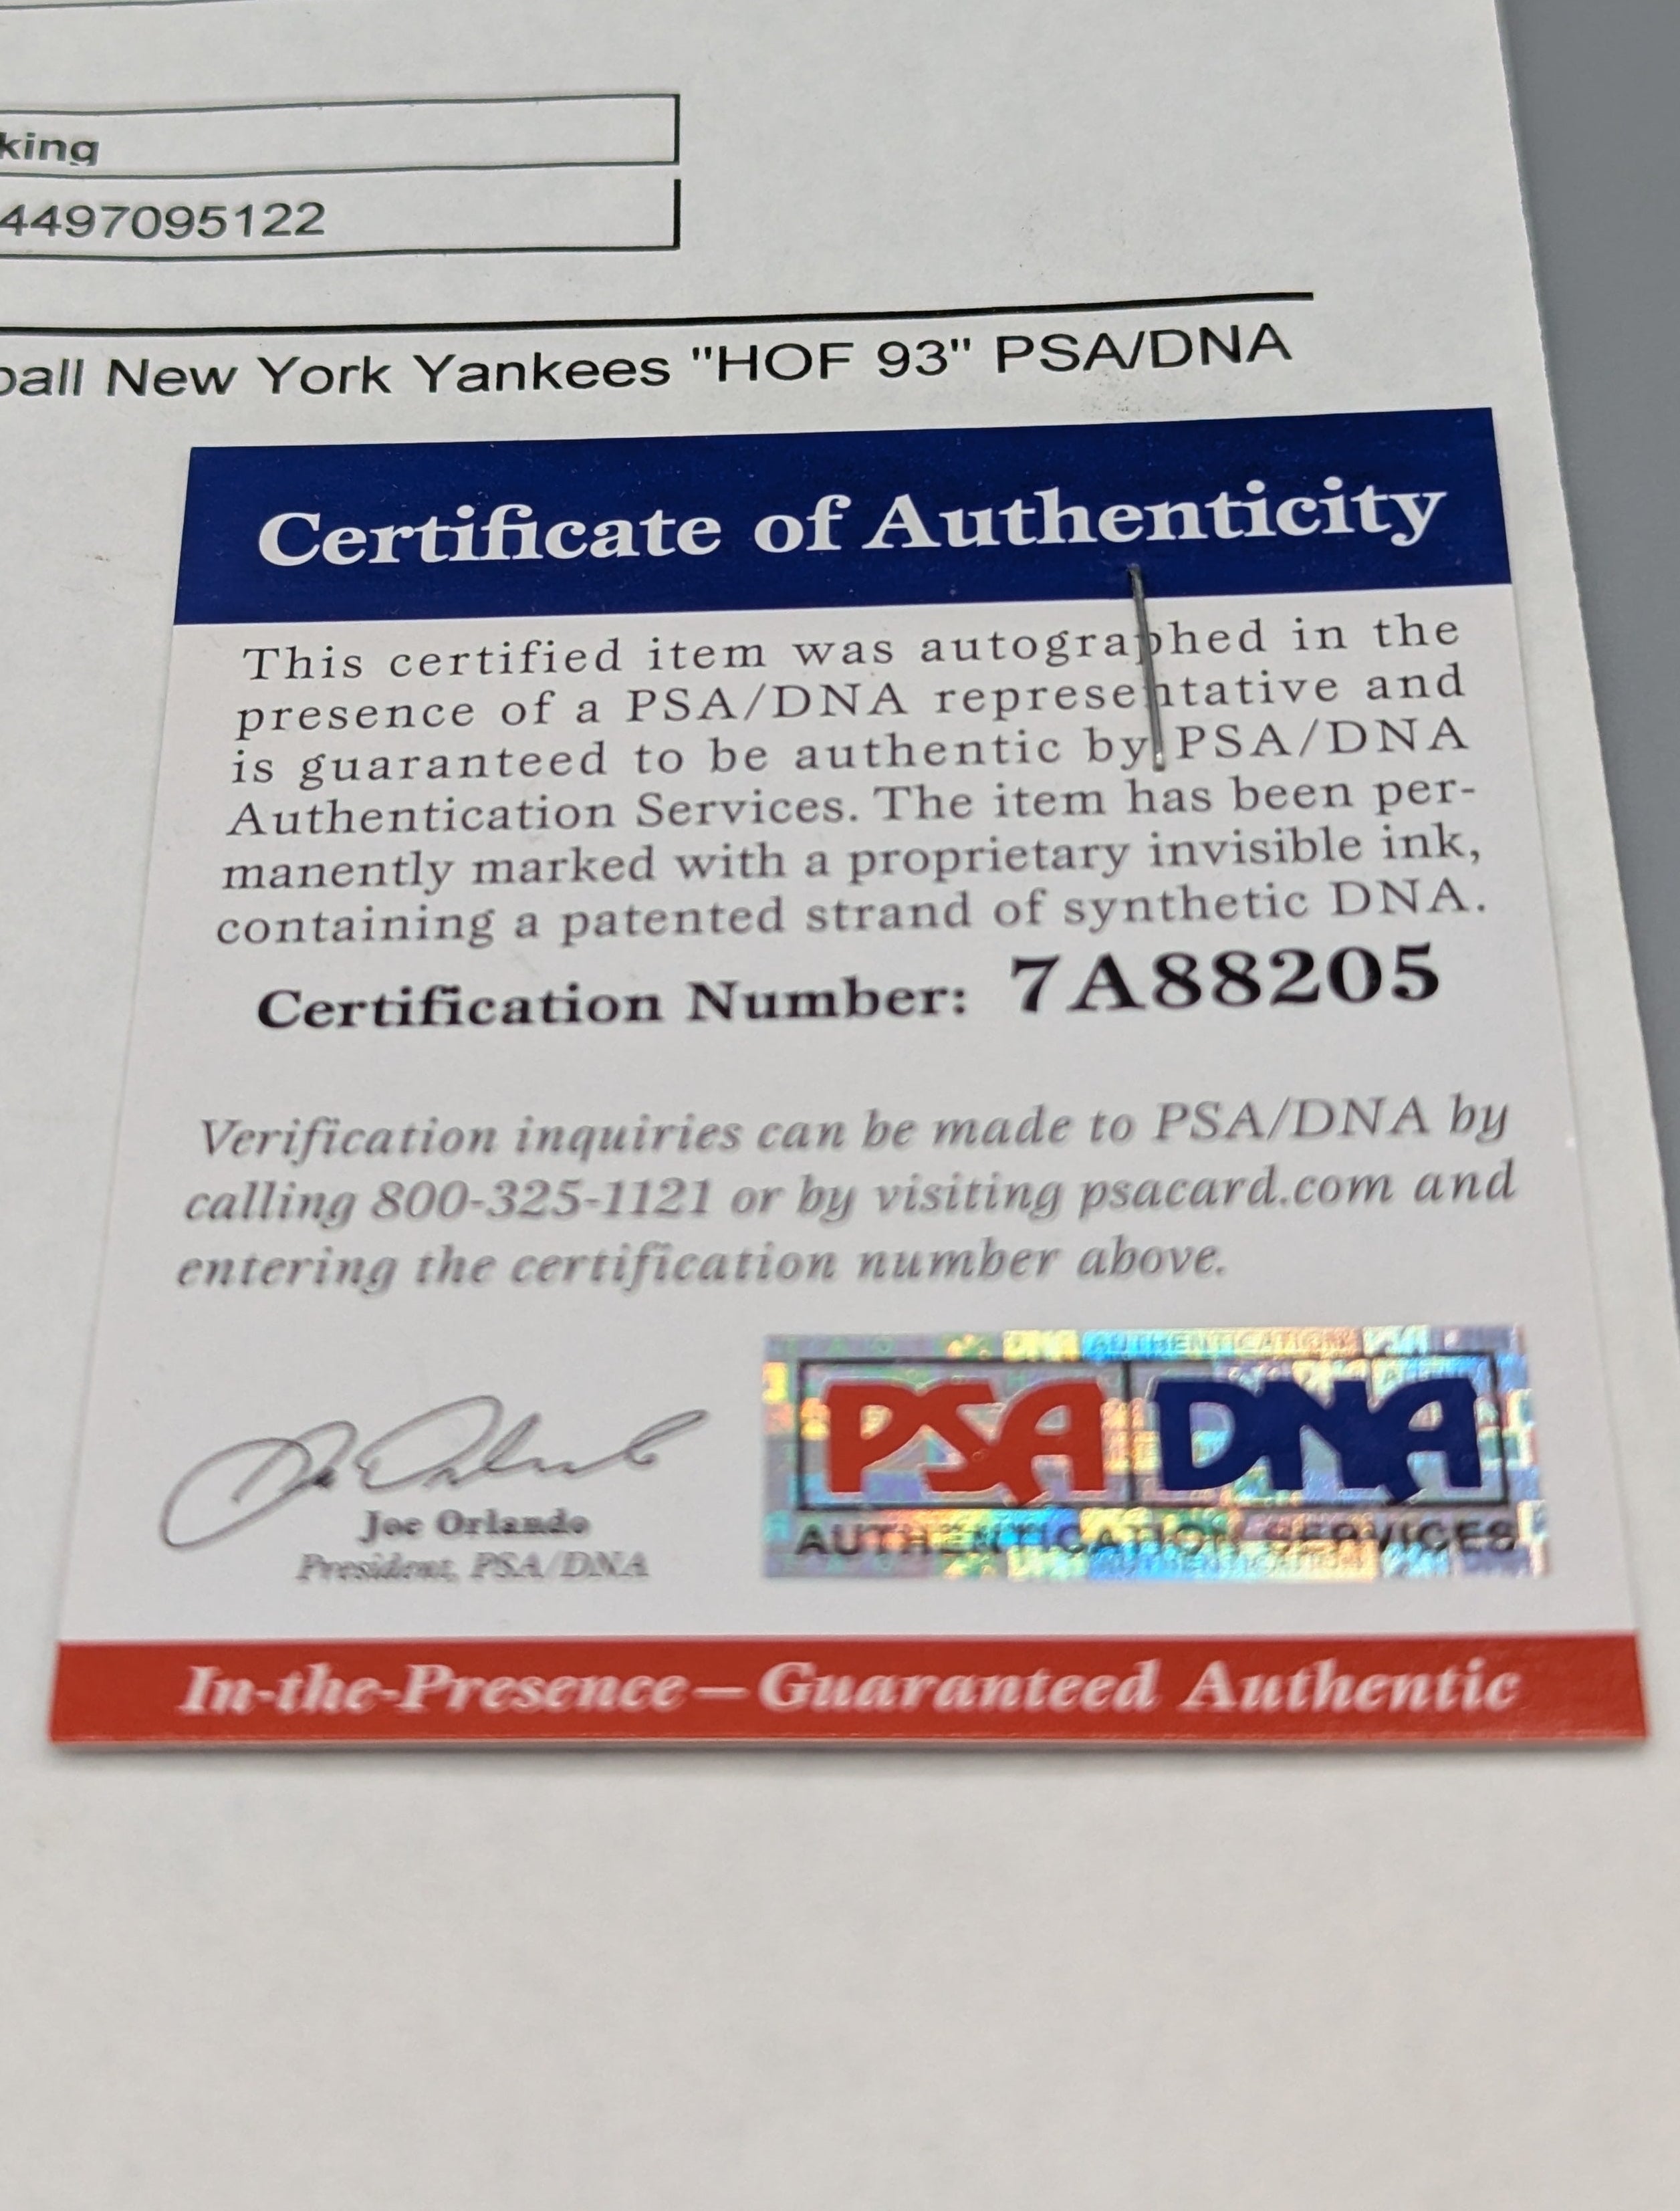 king
4497095122
ball New York Yankees "HOF 93" PSA/DNA
Certificate of Authenticity
This certified item was autographed in the
presence of a PSA/DNA representative and
is guaranteed to be authentic by PSA/DNA
Authentication Services. The item has been per-
manently marked with a proprietary invisible ink,
containing a patented strand of synthetic DNA.
Certification Number: 7A88205
Verification inquiries can be made to PSA/DNA by
calling 800-325-1121 or by visiting psacard.com and
entering the certification number above.
Joe Orlando
President, PSA/DNA
PSA DNA
AUTHENTICATION SERVICES
In-the-Presence — Guaranteed Authentic